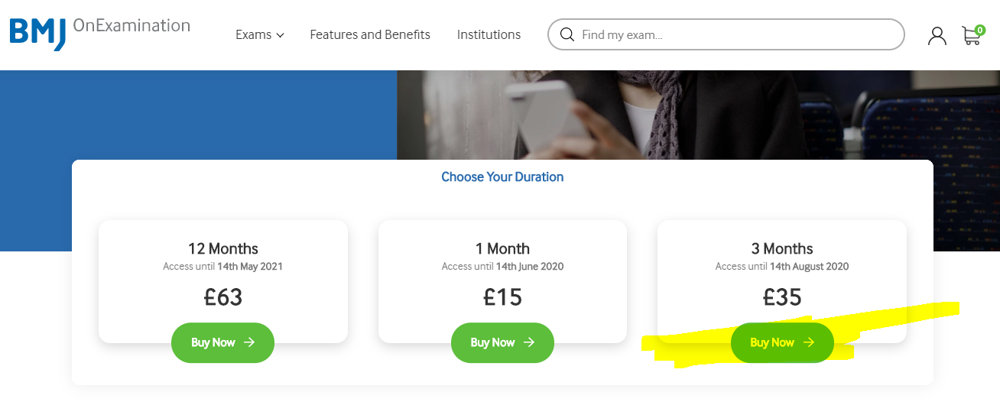 BMJ OnExamination
Exams
Features and Benefits
Institutions
Find my exam...
0
Choose Your Duration
12 Months
Access until 14th May 2021
£63
Buy Now
1 Month
Access until 14th June 2020
£15
Buy Now
3 Months
Access until 14th August 2020
£35
Buy Now